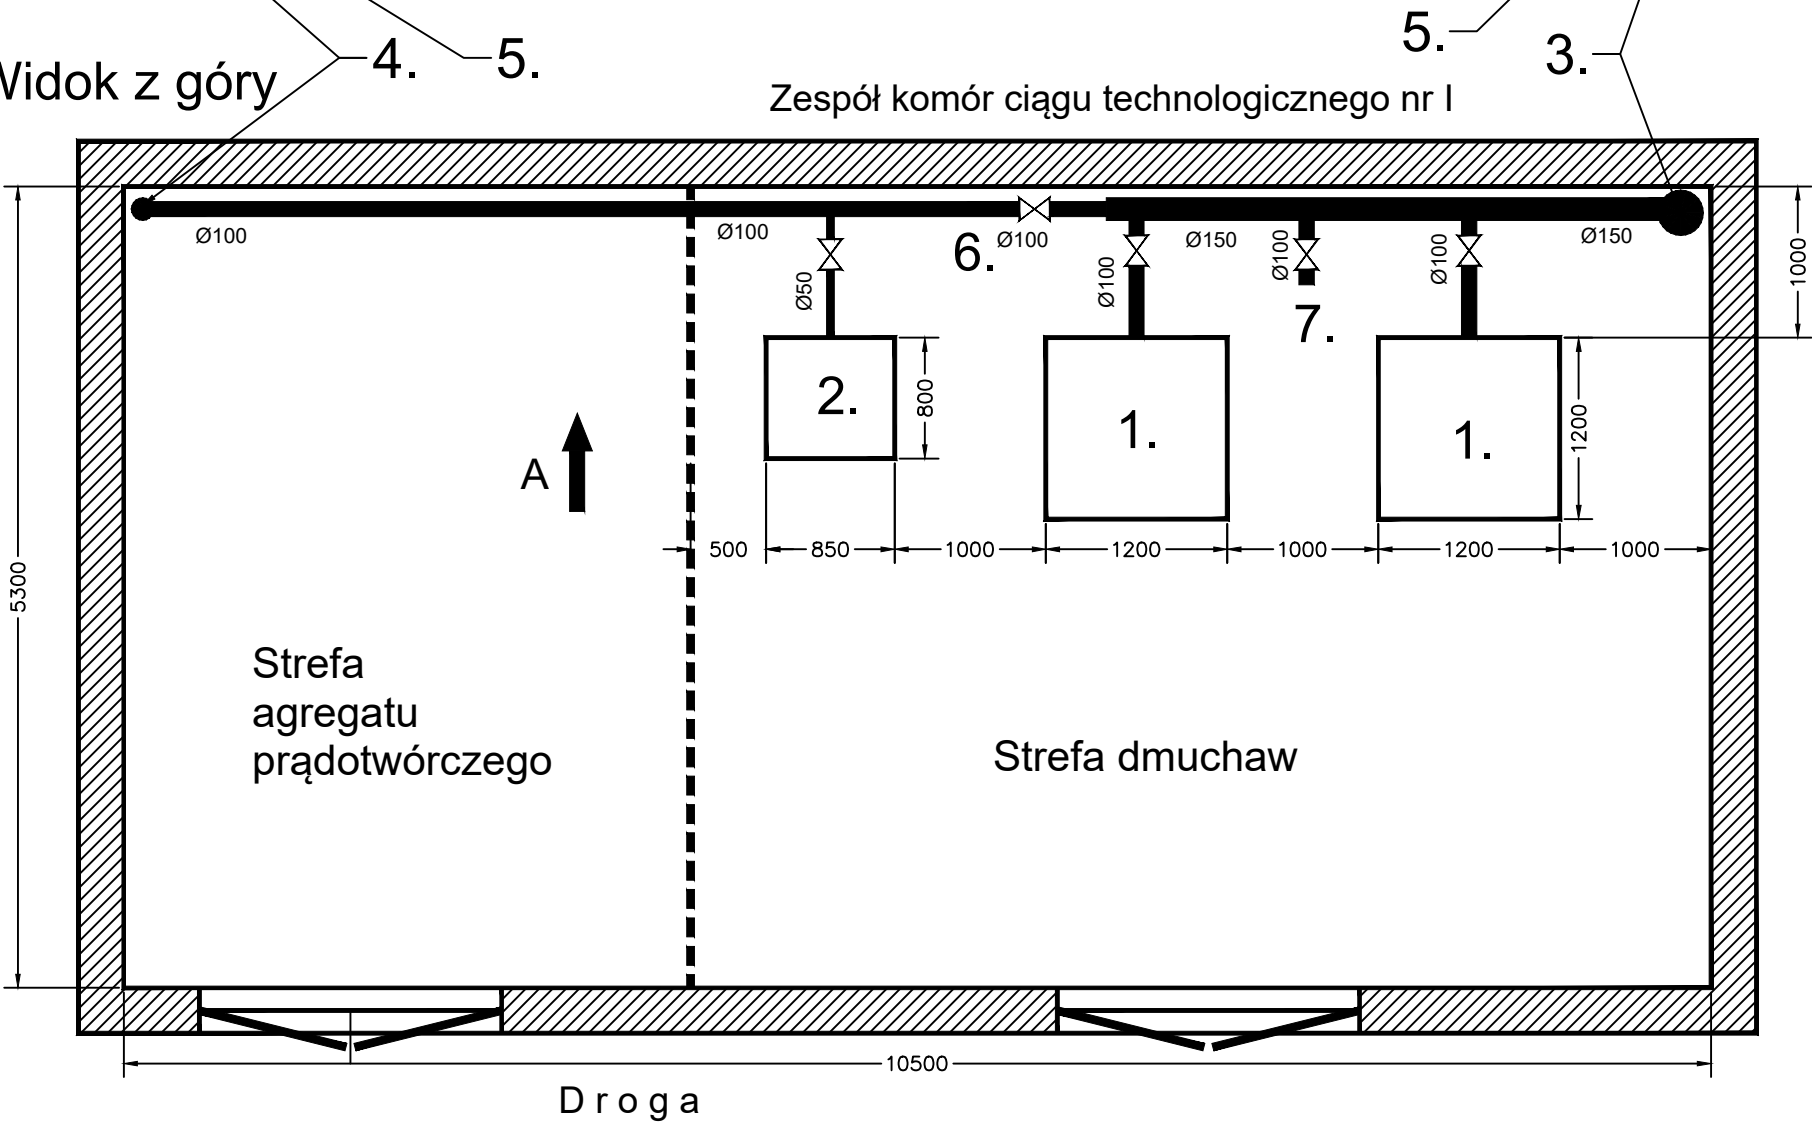 4.
5.
5.
3.
Widok z góry
Zespół komór ciągu technologicznego nr I
Ø100
Ø100
6.
Ø100
Ø150
Ø150
Ø50
Ø100
Ø100
Ø100
7.
1000
2.
800
1.
1.
1200
A
500
850
1000
1200
1000
1200
1000
5300
Strefa
agregatu
prądotwórczego
Strefa dmuchaw
10500
Droga